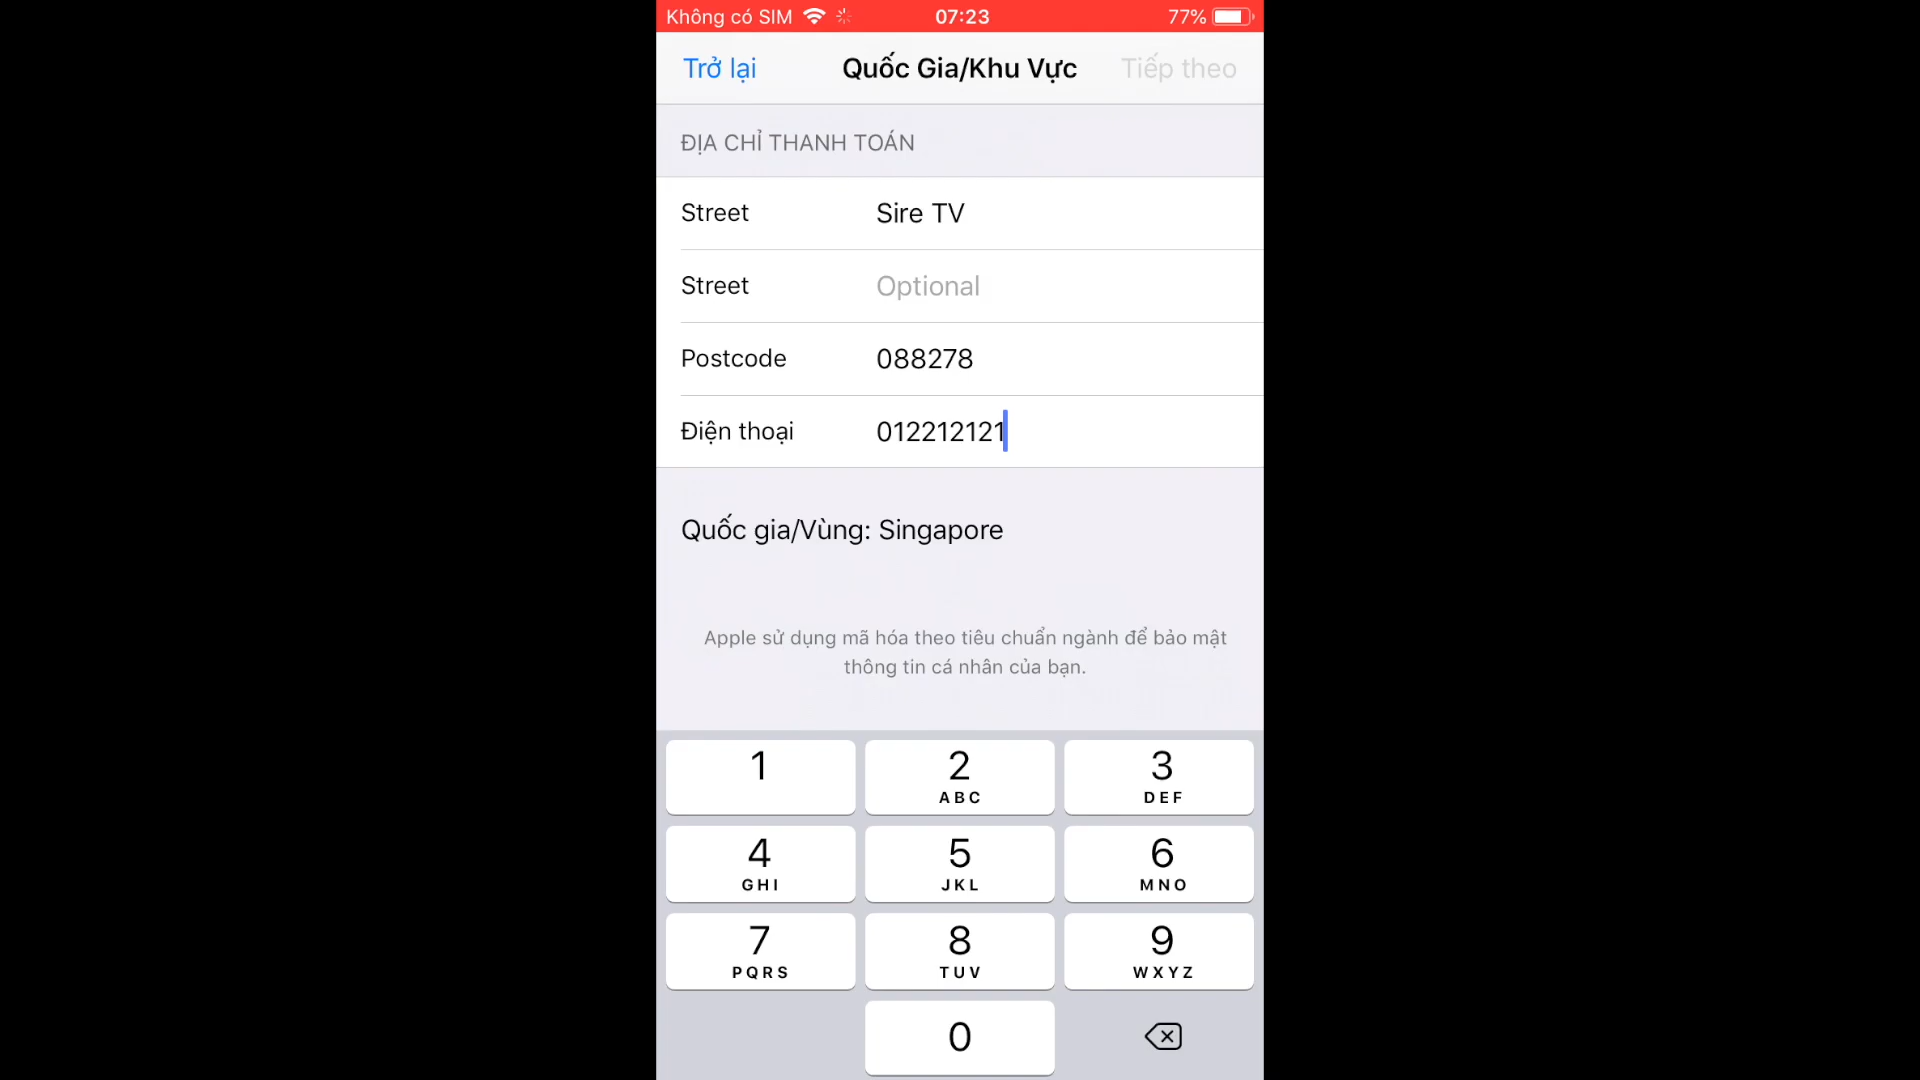 Không có SIM 07:23 77%
Trở lại Quốc Gia/Khu Vực Tiếp theo
ĐỊA CHỈ THANH TOÁN
Street Sire TV
Street Optional
Postcode 088278
Điện thoại 012212121
Quốc gia/Vùng: Singapore
Apple sử dụng mã hóa theo tiêu chuẩn ngành để bảo mật
thông tin cá nhân của bạn.
1 2 3
ABC DEF
4 5 6
GHI JKL MNO
7 8 9
PQRS TUV WXYZ
0